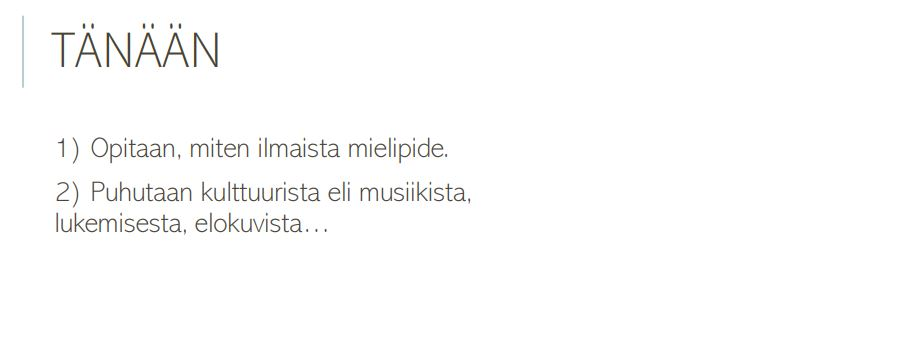 TÄNÄÄN
1) Opitaan, miten ilmaista mielipide.
2) Puhutaan kulttuurista eli musiikista,
lukemisesta, elokuvista…